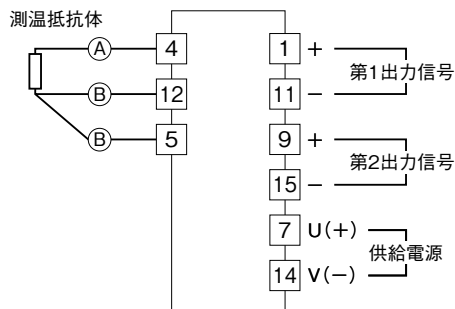 測温抵抗体
A 4 1 +
第1出力信号
B 12 11 −
B 5 9 +
第2出力信号
15 −
7 U(+)
供給電源
14 V(−)